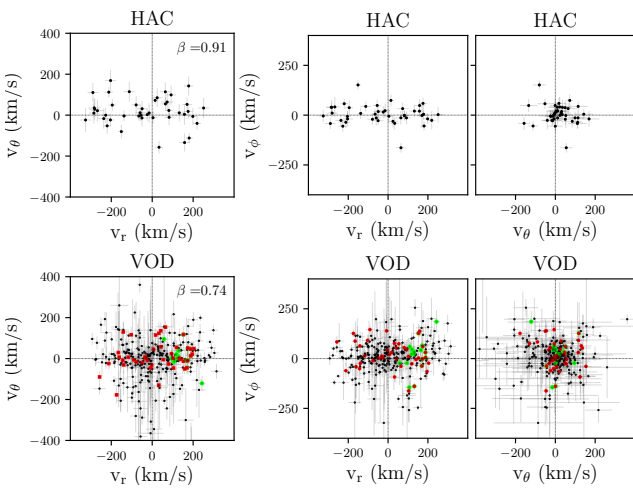 HAC
HAC
HAC
400
200
0
−200
−400
v_θ (km/s)
β = 0.91
−200
0
200
v_r (km/s)
250
0
−250
v_ϕ (km/s)
−200
0
200
v_r (km/s)
−200
0
200
v_θ (km/s)
VOD
VOD
VOD
400
200
0
−200
−400
v_θ (km/s)
β = 0.74
−200
0
200
v_r (km/s)
250
0
−250
v_ϕ (km/s)
−200
0
200
v_r (km/s)
−200
0
200
v_θ (km/s)